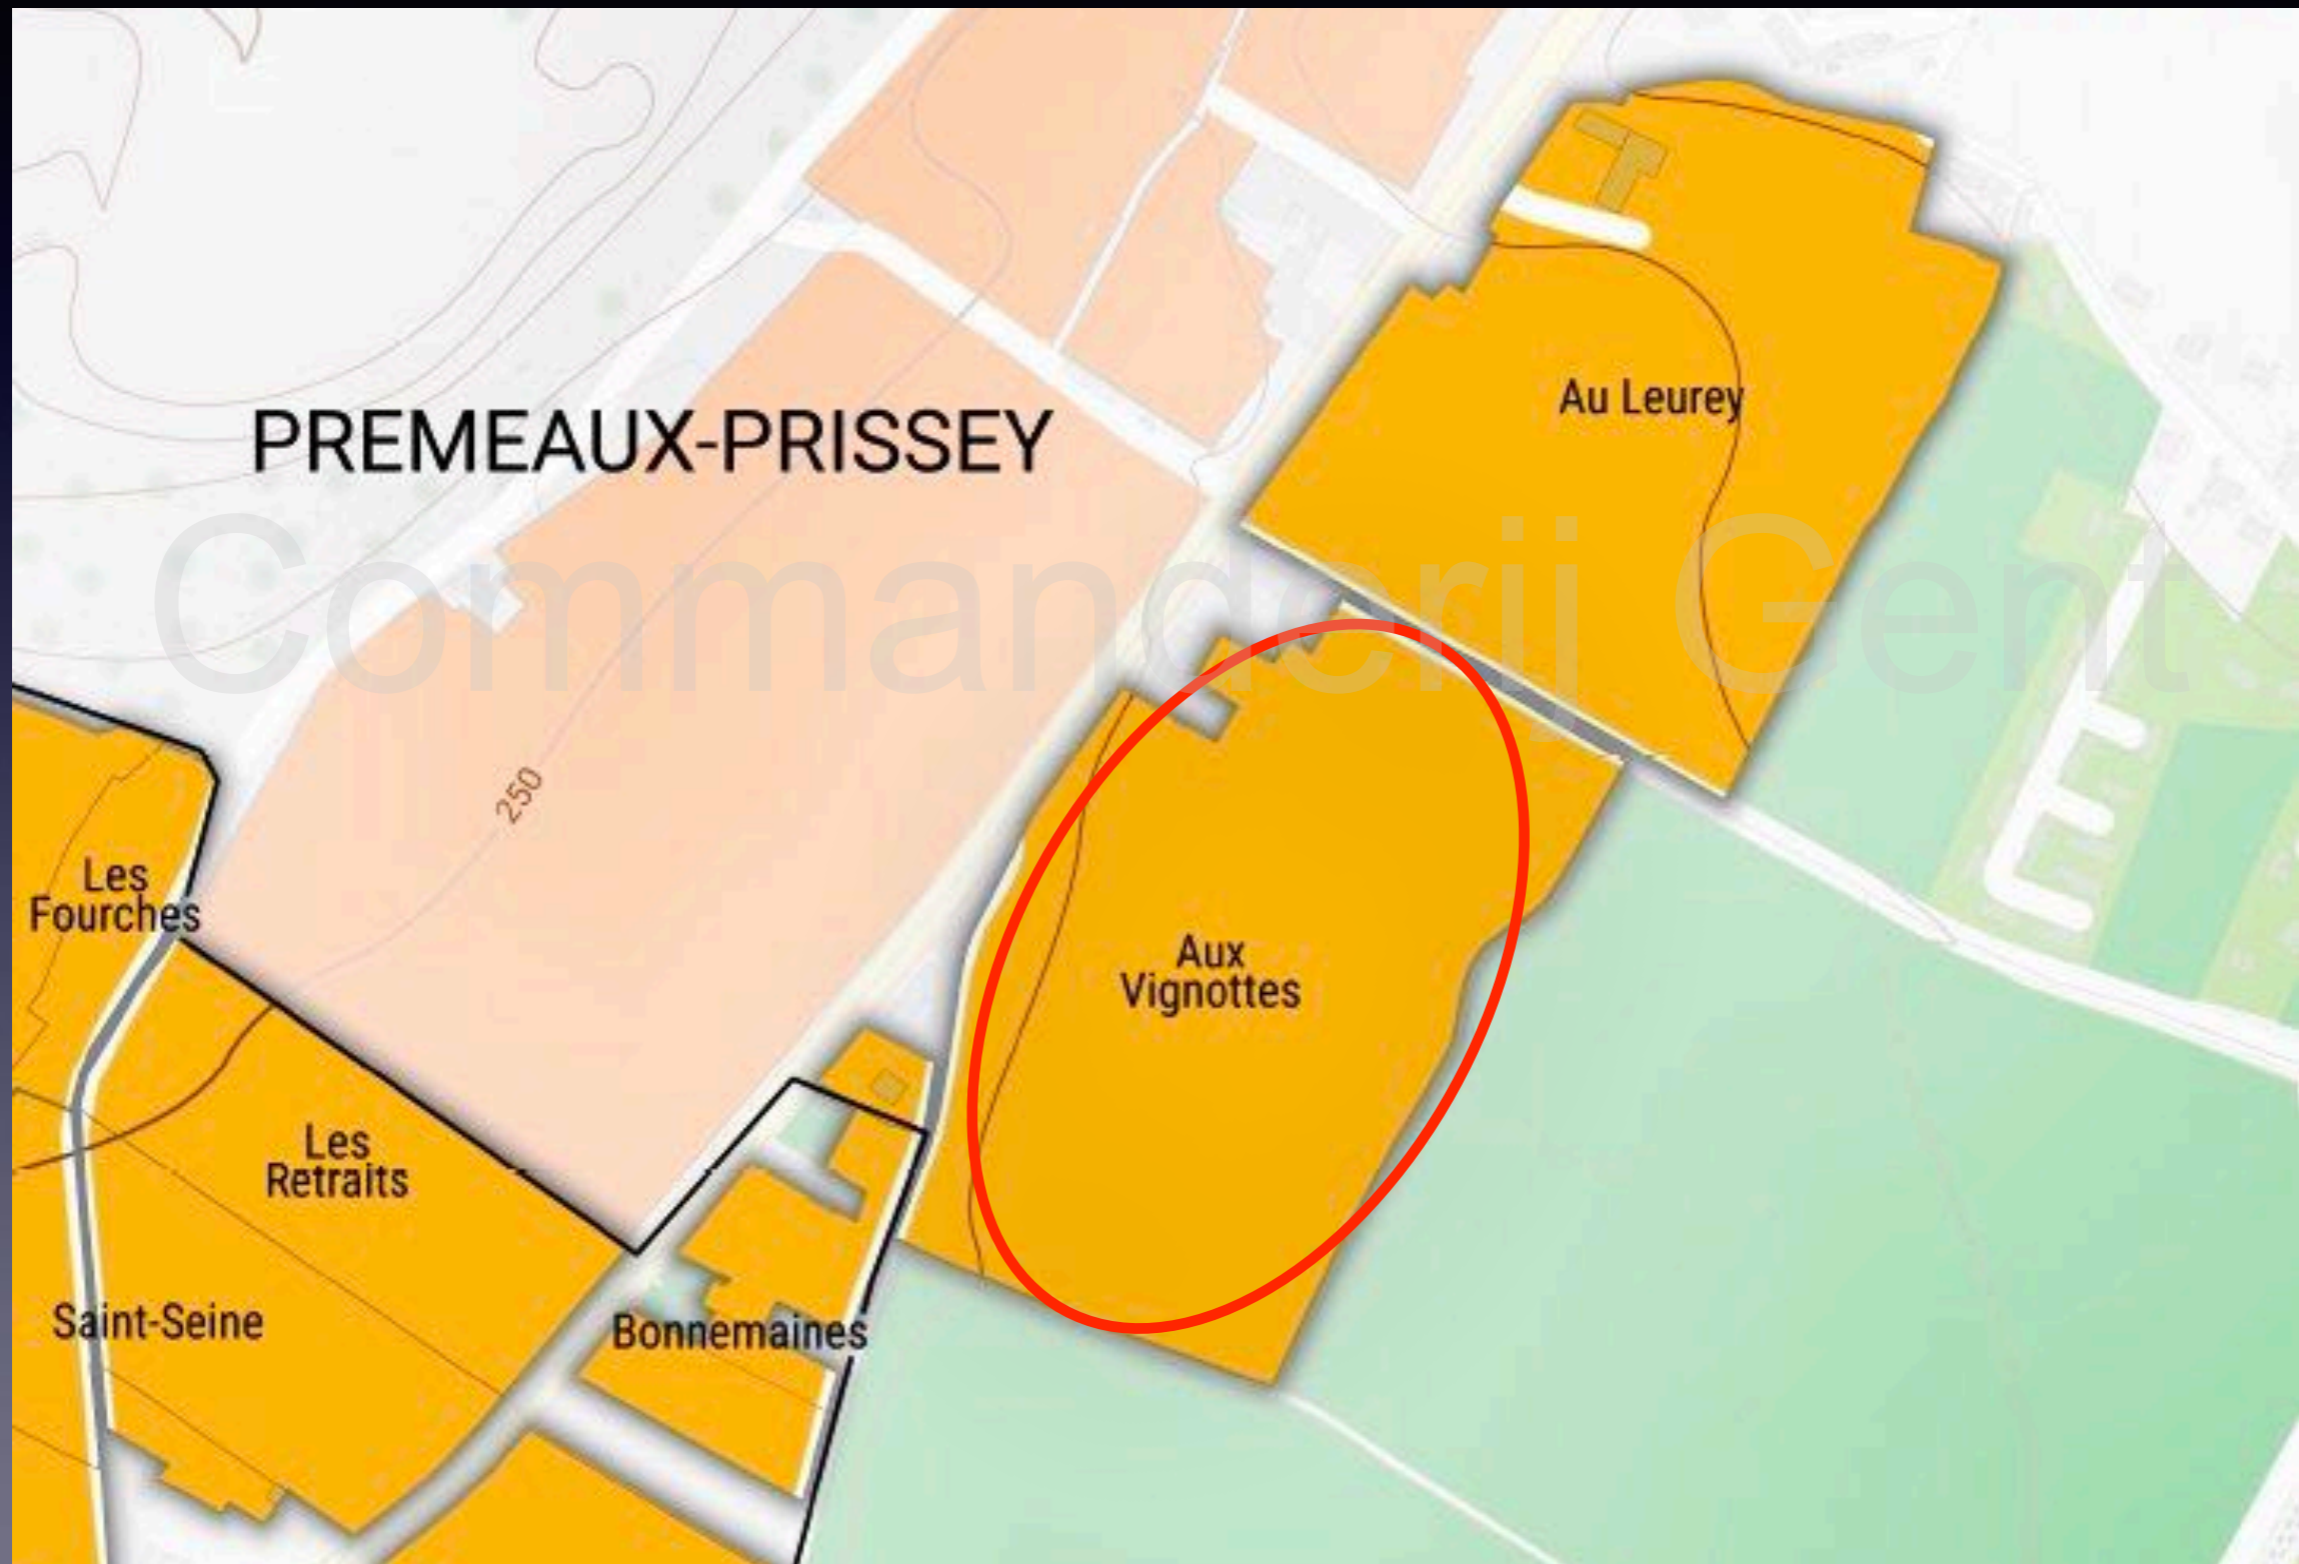 Au Leurey
PREMEAUX-PRISSEY
Commanderij Gent
250
Les
Fourches
Aux
Vignottes
Les
Retraits
Saint-Seine
Bonnemaines